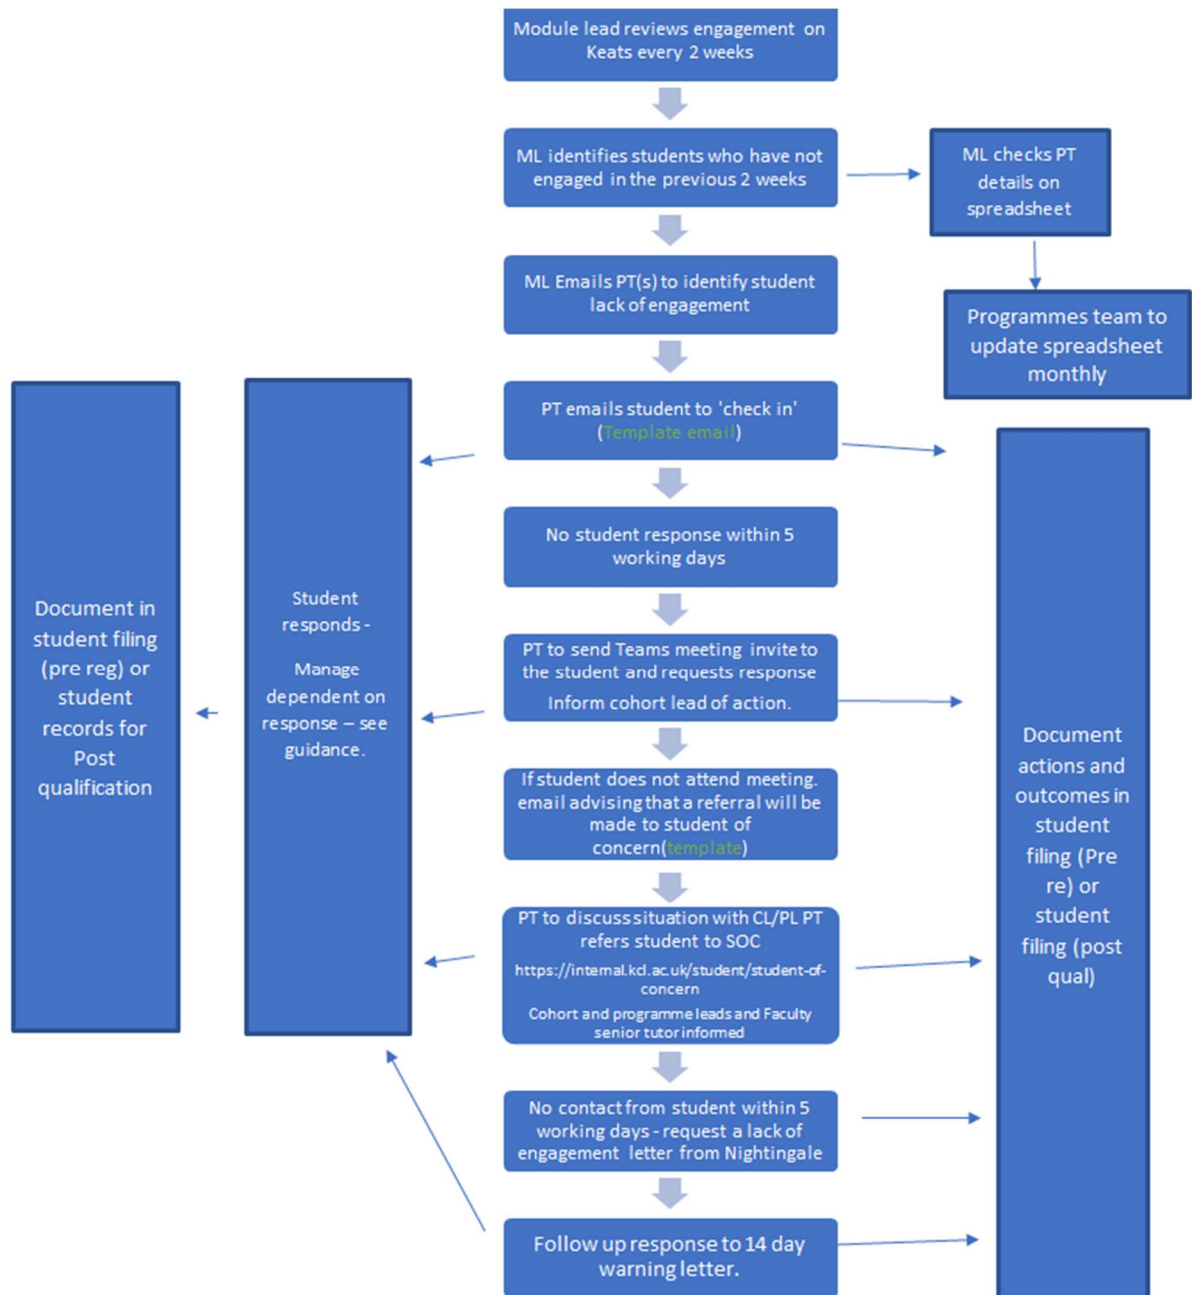 Module lead reviews engagement on
Keats every 2 weeks
ML identifies students who have not
engaged in the previous 2 weeks
ML checks PT
details on
spreadsheet
ML Emails PT(s) to identify student
lack of engagement
Programmes team to
update spreadsheet
monthly
PT emails student to 'check in'
(Template email)
No student response within 5
working days
Document in
student filing
(pre reg) or
student
records for
Post
qualification
Student
responds -
Manage
dependent on
response – see
guidance.
PT to send Teams meeting invite to
the student and requests response
Inform cohort lead of action.
If student does not attend meeting.
email advising that a referral will be
made to student of
concern(template)
PT to discuss situation with CL/PL PT
refers student to SOC
https://internal.kcl.ac.uk/student/student-of-
concern
Cohort and programme leads and Faculty
senior tutor informed
Document
actions and
outcomes in
student
filing (Pre
re) or
student
filing (post
qual)
No contact from student within 5
working days - request a lack of
engagement letter from Nightingale
Follow up response to 14 day
warning letter.